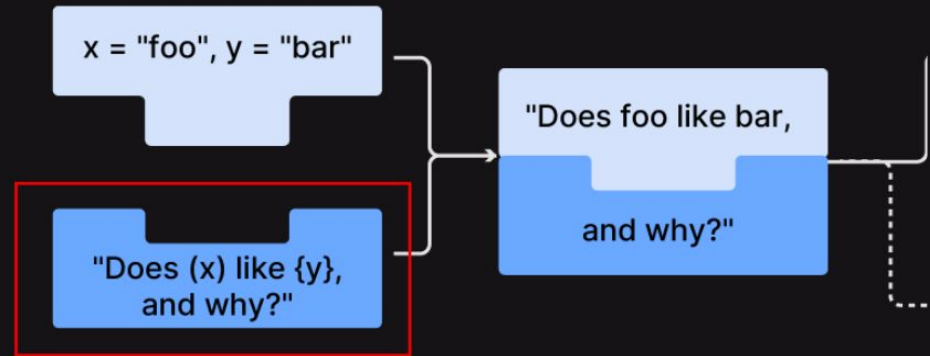 x = "foo", y = "bar"
"Does (x) like {y},
and why?"
"Does foo like bar,
and why?"